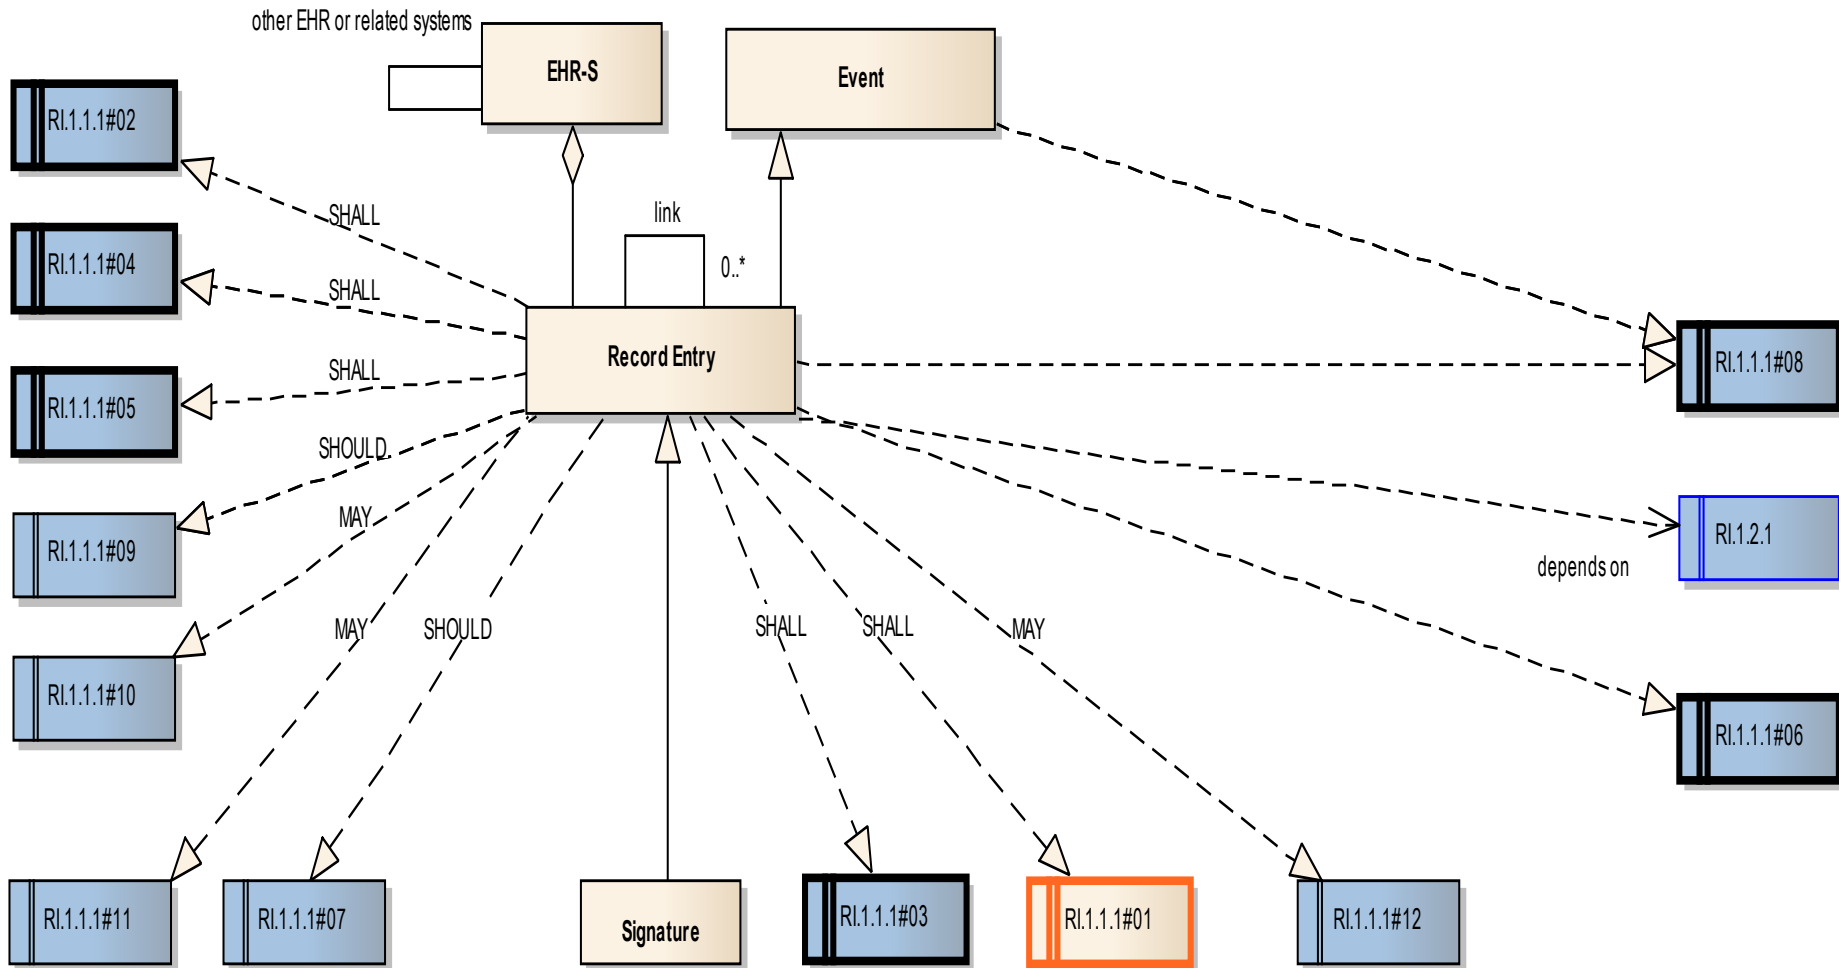 other EHR or related systems
EHR-S
Event
RI.1.1.1#02
SHALL
link
0..*
RI.1.1.1#04
SHALL
Record Entry
RI.1.1.1#08
SHALL
RI.1.1.1#05
SHOULD
MAY
RI.1.2.1
RI.1.1.1#09
depends on
MAY
SHOULD
SHALL
SHALL
MAY
RI.1.1.1#10
RI.1.1.1#06
RI.1.1.1#11
RI.1.1.1#07
Signature
RI.1.1.1#03
RI.1.1.1#01
RI.1.1.1#12